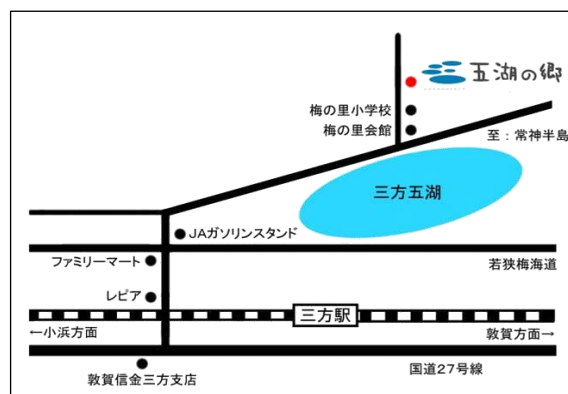 五湖の郷
梅の里小学校
梅の里会館
至：常神半島
三方五湖
JAガソリンスタンド
ファミリーマート
若狭梅海道
レピア
三方駅
←小浜方面
敦賀方面→
国道27号線
敦賀信金三方支店